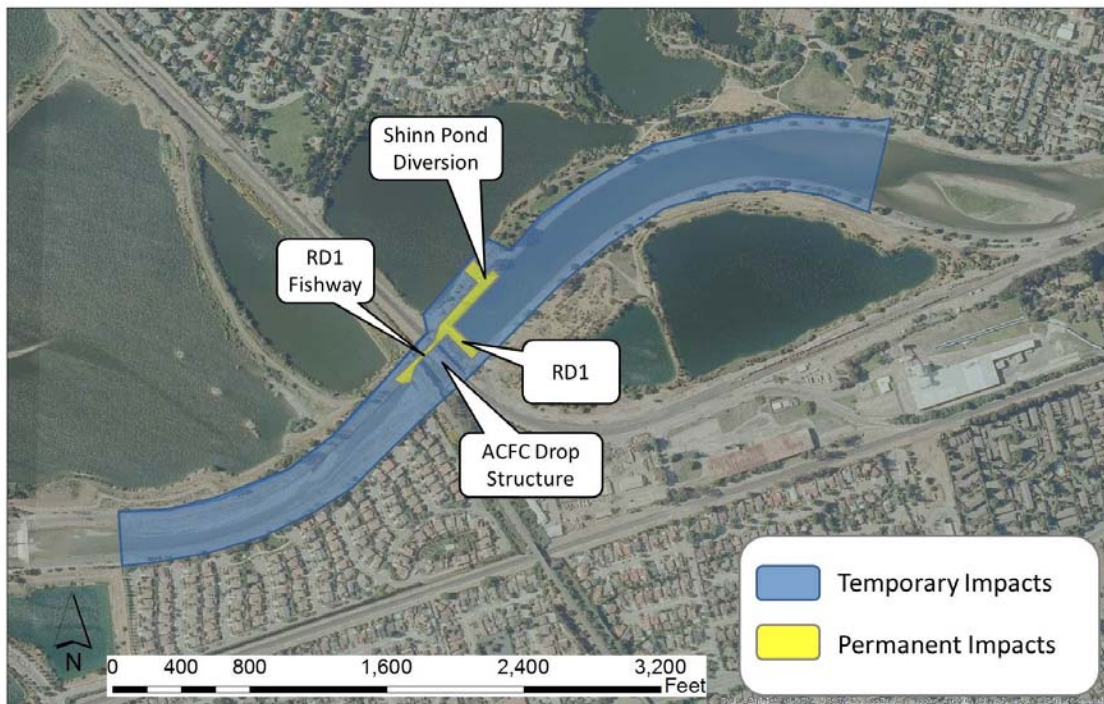 Shinn Pond
Diversion
RD1
Fishway
RD1
ACFC Drop
Structure
Temporary Impacts
Permanent Impacts
N
0 400 800 1,600 2,400 3,200
Feet